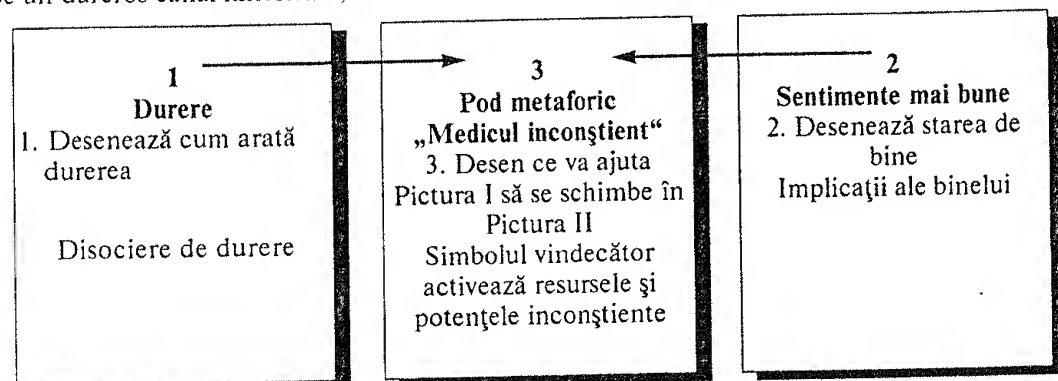 dureros
1
Durere
1. Desenează cum arată
durerea
Disociere de durere
3
Pod metaforic
„Medicul inconştient“
3. Desen ce va ajuta
Pictura I să se schimbe în
Pictura II
Simbolul vindecător
activează resursele şi
potenţele inconştiente
2
Sentimente mai bune
2. Desenează starea de
bine
Implicaţii ale binelui